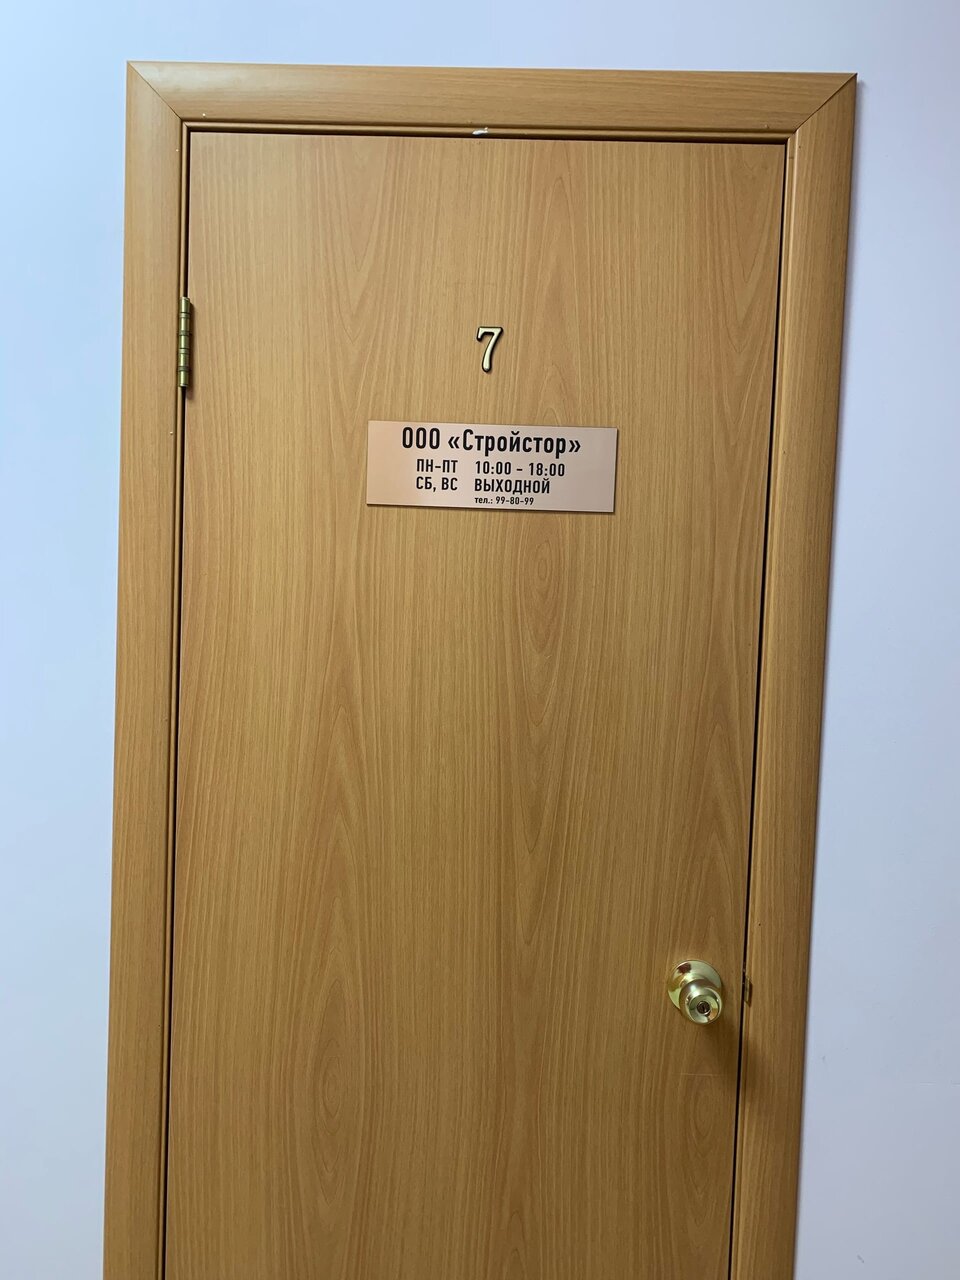 7
ООО «Стройстор»
ПН-ПТ 10:00 - 18:00
СБ, ВС ВЫХОДНОЙ
тел.: 99-80-99